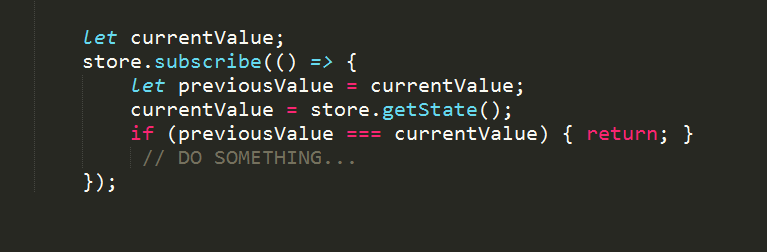 let currentValue;
store.subscribe(() => {
let previousValue = currentValue;
currentValue = store.getState();
if (previousValue === currentValue) { return; }
// DO SOMETHING...
});